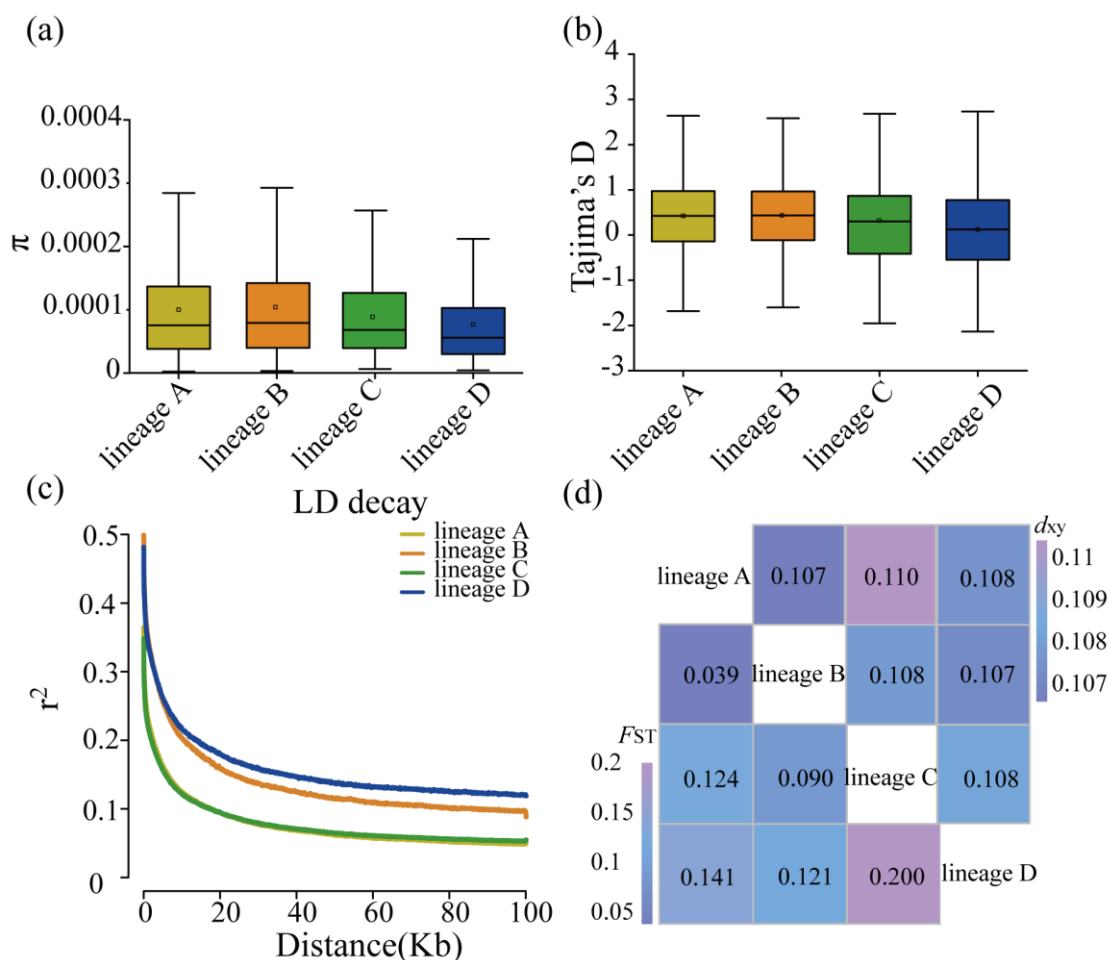 (a)
0.0004
0.0003
0.0002
0.0001
0
π
lineage A
lineage B
lineage C
lineage D
(b)
4
3
2
1
0
-1
-2
-3
Tajima's D
lineage A
lineage B
lineage C
lineage D
(c)
LD decay
lineage A
lineage B
lineage C
lineage D
0.5
0.4
0.3
0.2
0.1
0
r²
0 20 40 60 80 100
Distance(Kb)
(d)
dxy
0.11
0.109
0.108
0.107
lineage A 0.107 0.110 0.108
0.039 lineage B 0.108 0.107
0.124 0.090 lineage C 0.108
0.141 0.121 0.200 lineage D
FST
0.2
0.15
0.1
0.05